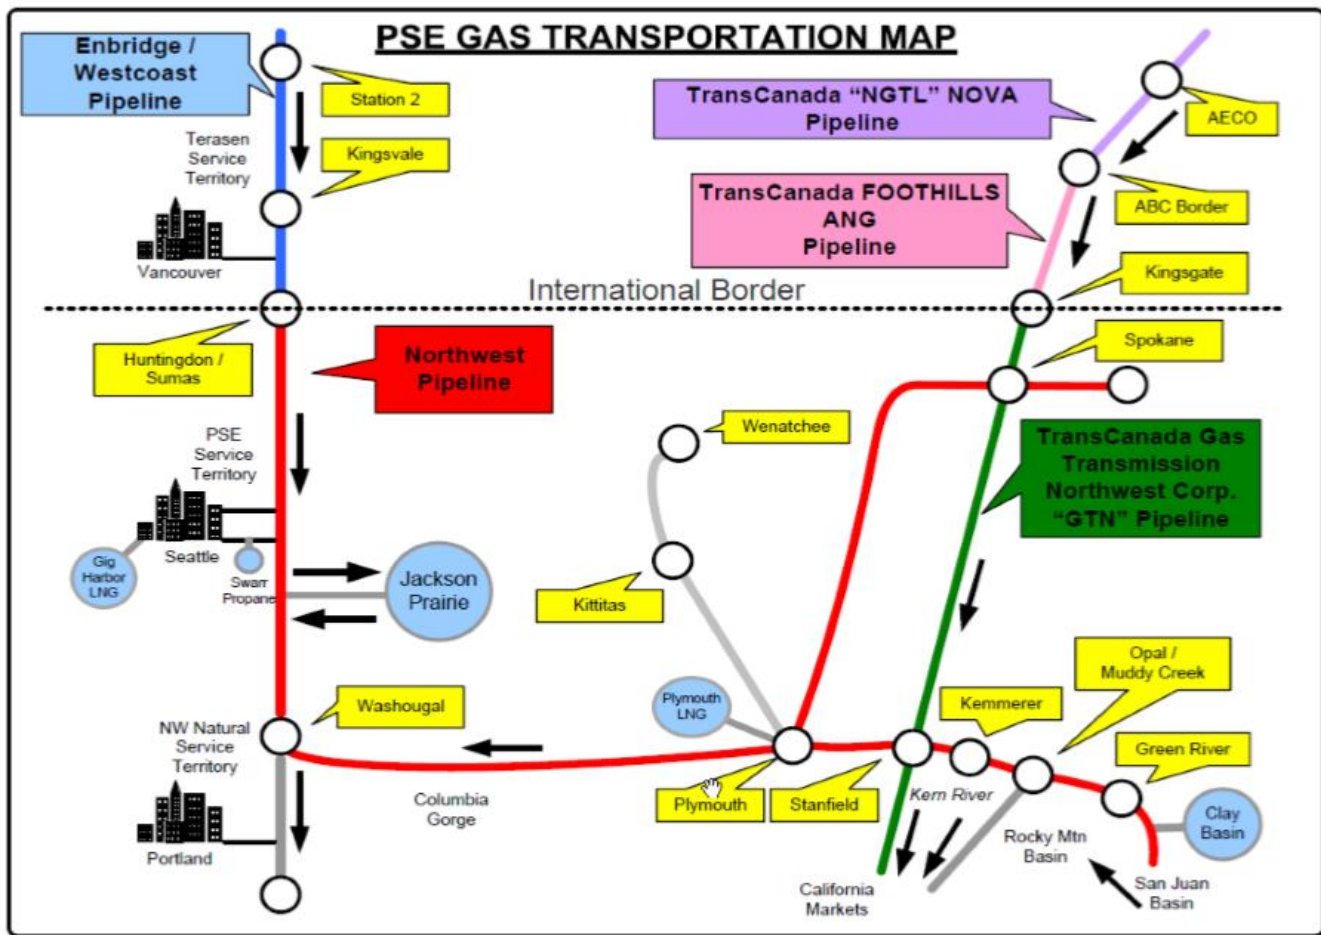 PSE GAS TRANSPORTATION MAP
Enbridge /
Westcoast
Pipeline
Station 2
TransCanada “NGTL” NOVA
Pipeline
AECO
Terasen
Service
Territory
Kingsvale
TransCanada FOOTHILLS
ANG
Pipeline
ABC Border
Vancouver
Kingsgate
International Border
Huntingdon /
Sumas
Northwest
Pipeline
Spokane
Wenatchee
PSE
Service
Territory
TransCanada Gas
Transmission
Northwest Corp.
“GTN” Pipeline
Seattle
Gig
Harbor
LNG
Swarr
Propane
Jackson
Prairie
Kittitas
Opal /
Muddy Creek
Washougal
Plymouth
LNG
Kemmerer
NW Natural
Service
Territory
Green River
Columbia
Gorge
Plymouth
Stanfield
Kern River
Clay
Basin
Rocky Mtn
Basin
Portland
California
Markets
San Juan
Basin